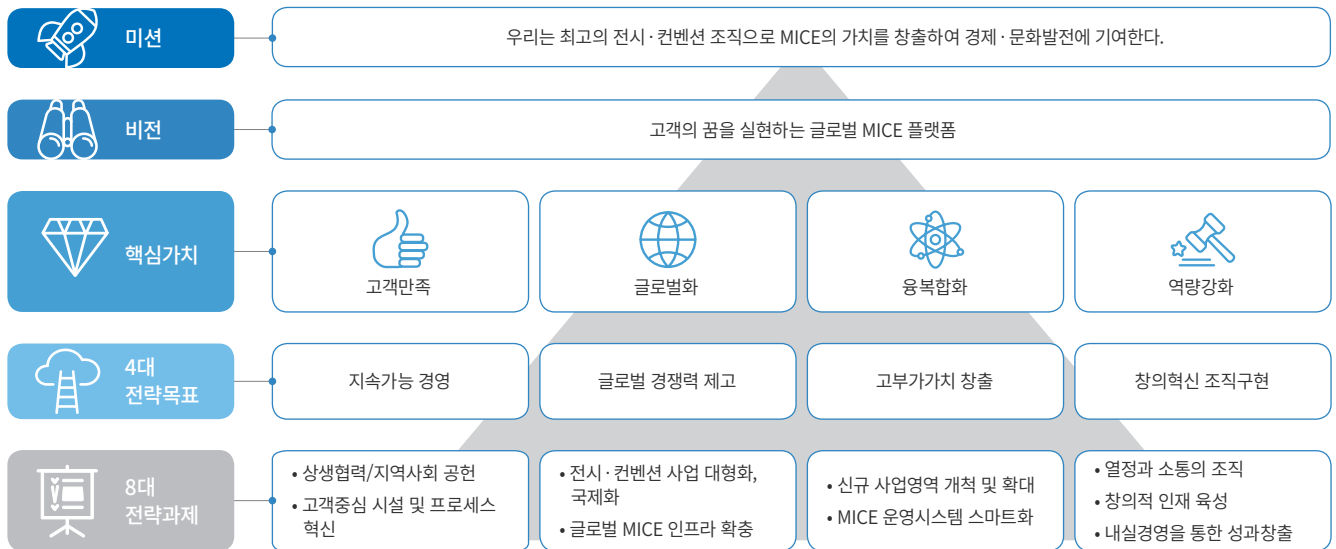 미션
우리는 최고의 전시·컨벤션 조직으로 MICE의 가치를 창출하여 경제·문화발전에 기여한다.
비전
고객의 꿈을 실현하는 글로벌 MICE 플랫폼
핵심가치
고객만족
글로벌화
융복합화
역량강화
4대
전략목표
지속가능 경영
글로벌 경쟁력 제고
고부가가치 창출
창의혁신 조직구현
8대
전략과제
• 상생협력/지역사회 공헌
• 고객중심 시설 및 프로세스
혁신
• 전시·컨벤션 사업 대형화,
국제화
• 글로벌 MICE 인프라 확충
• 신규 사업영역 개척 및 확대
• MICE 운영시스템 스마트화
• 열정과 소통의 조직
• 창의적 인재 육성
• 내실경영을 통한 성과창출